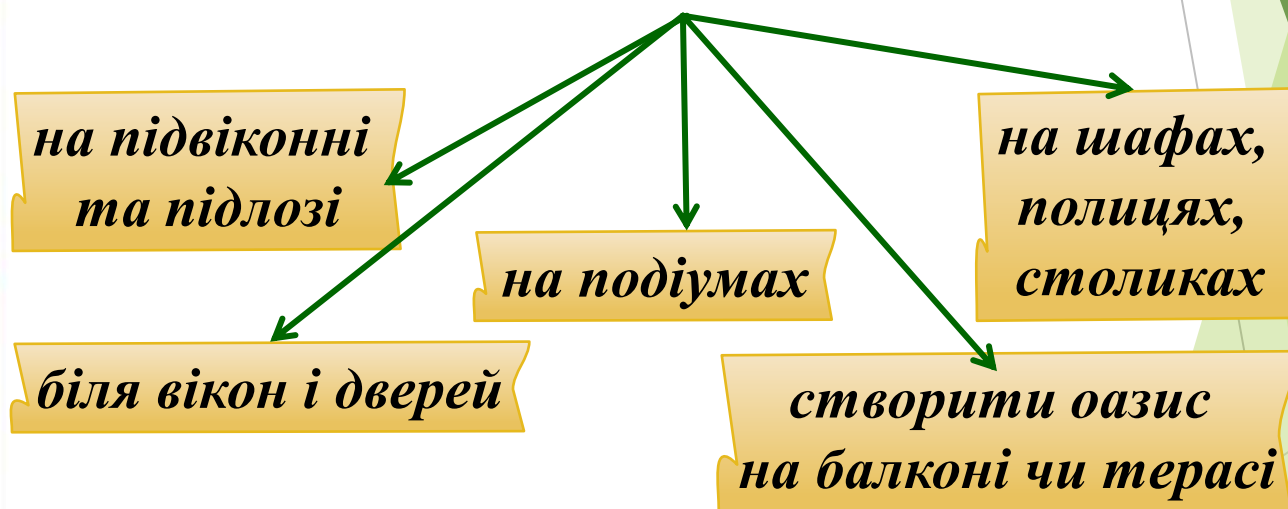 на підвіконні
та підлозі
на шафах,
полицях,
столиках
на подіумах
біля вікон і дверей
створити оазис
на балконі чи терасі